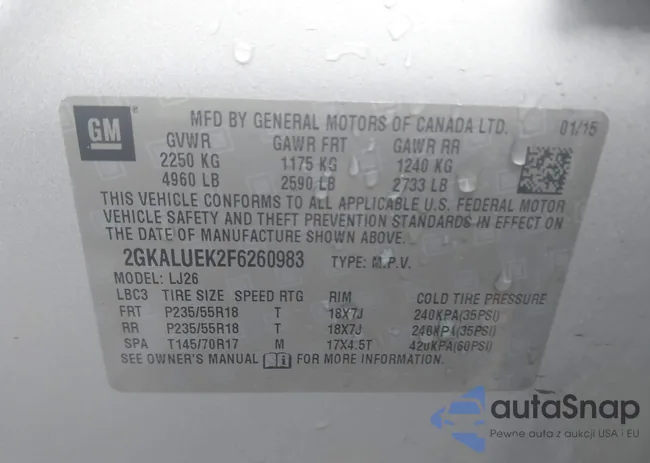 GM
MFD BY GENERAL MOTORS OF CANADA LTD. 01/15
GVWR GAWR FRT GAWR RR
2250 KG 1175 KG 1240 KG
4960 LB 2590 LB 2733 LB
THIS VEHICLE CONFORMS TO ALL APPLICABLE U.S. FEDERAL MOTOR
VEHICLE SAFETY AND THEFT PREVENTION STANDARDS IN EFFECT ON
THE DATE OF MANUFACTURE SHOWN ABOVE.
2GKALUEK2F6260983 TYPE: M.P.V.
MODEL: LJ26
LBC3 TIRE SIZE SPEED RTG RIM COLD TIRE PRESSURE
FRT P235/55R18 T 18X7J 240KPA(35PSI)
RR P235/55R18 T 18X7J 240KPA(35PSI)
SPA T145/70R17 M 17X4.5T 420KPA(60PSI)
SEE OWNER'S MANUAL FOR MORE INFORMATION.
autaSnap
Pewne auta z aukcji USA i EU